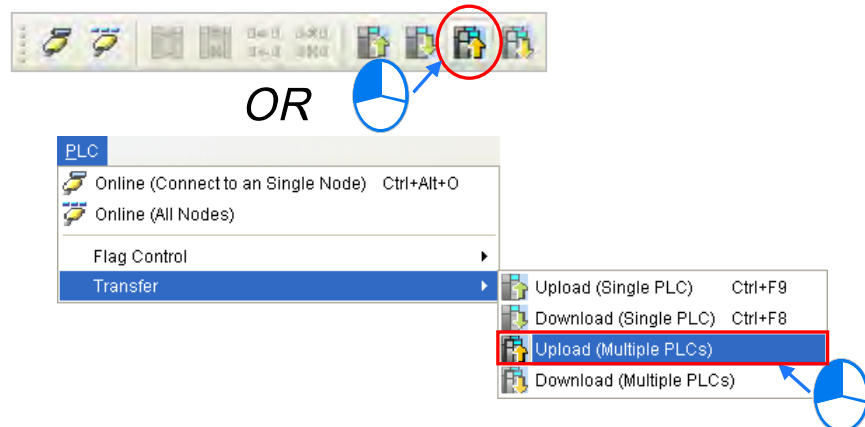 OR
PLC
Online (Connect to an Single Node) Ctrl+Alt+O
Online (All Nodes)
Flag Control
Transfer
Upload (Single PLC) Ctrl+F9
Download (Single PLC) Ctrl+F8
Upload (Multiple PLCs)
Download (Multiple PLCs)